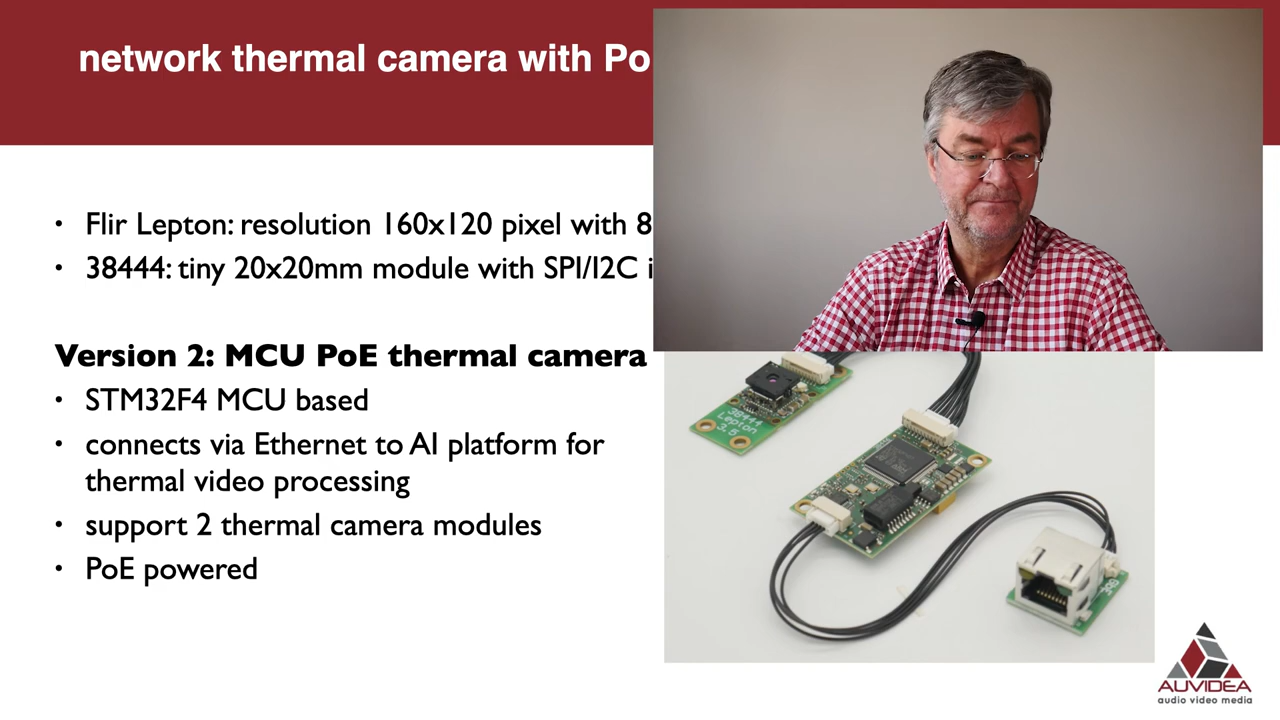 network thermal camera with Po
• Flir Lepton: resolution 160x120 pixel with 8
• 38444: tiny 20x20mm module with SPI/I2C i
Version 2: MCU PoE thermal camera
• STM32F4 MCU based
• connects via Ethernet to AI platform for
thermal video processing
• support 2 thermal camera modules
• PoE powered
38444
Lepton
3.5
AUVIDEA
audio video media